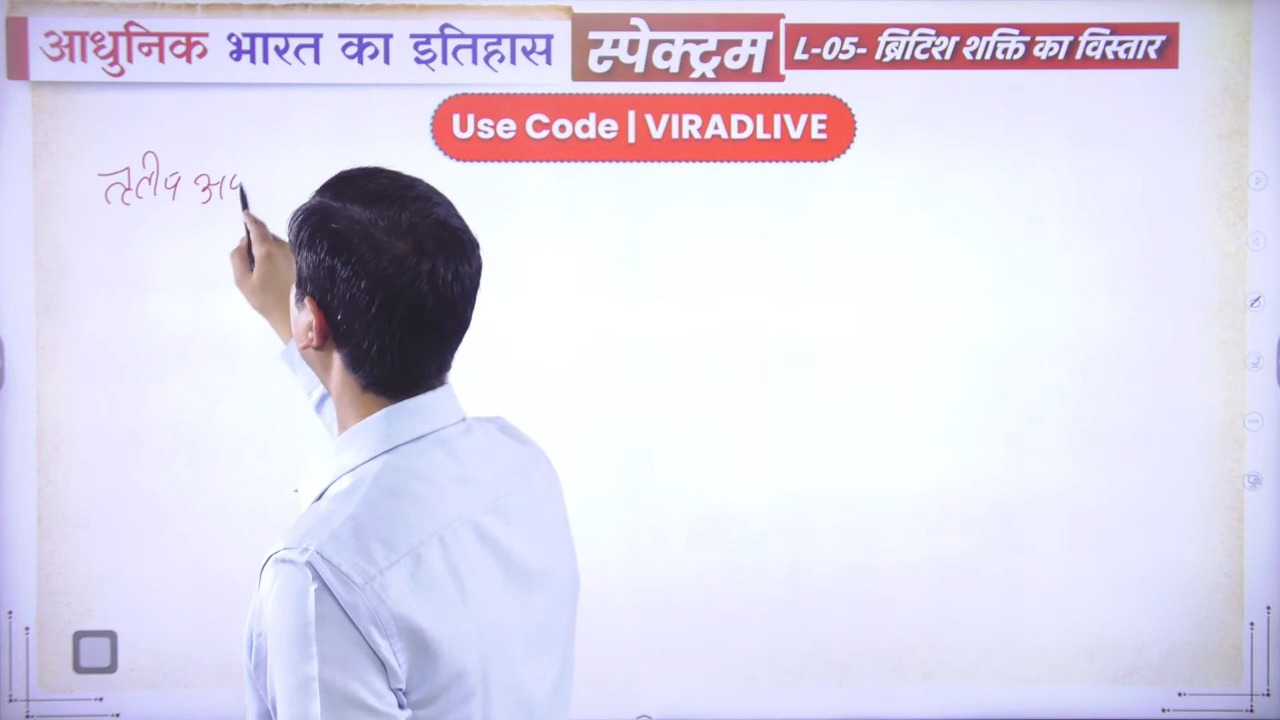 आधुनिक भारत का इतिहास स्पेक्ट्रम L-05- ब्रिटिश शक्ति का विस्तार
Use Code | VIRADLIVE
तृतीय